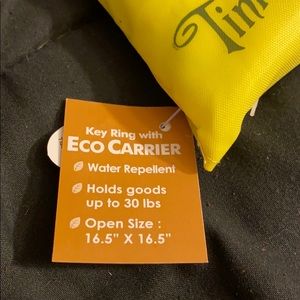 Key Ring with
ECO CARRIER
Water Repellent
Holds goods
up to 30 lbs
Open Size :
16.5" X 16.5"